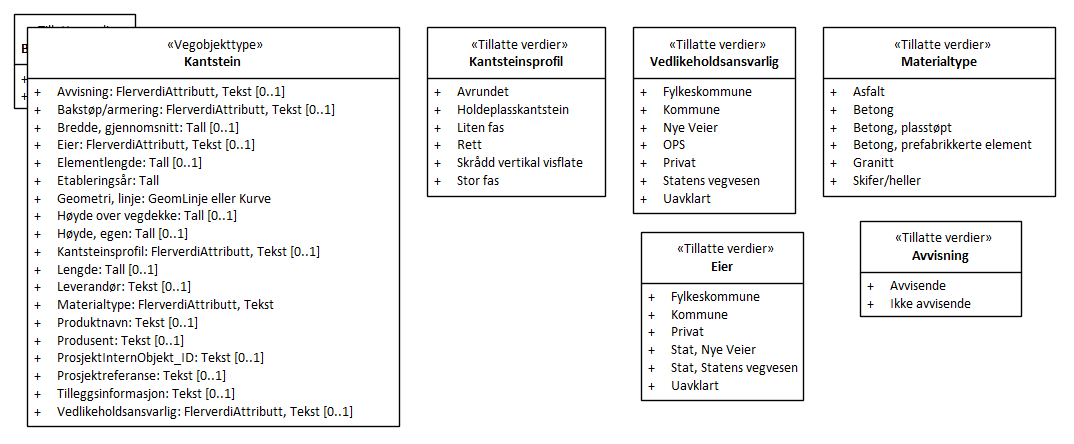 «Vegobjekttype»
Kantstein
+ Avvisning: FlerverdiAttributt, Tekst [0..1]
+ Bakstøp/armering: FlerverdiAttributt, Tekst [0..1]
+ Bredde, gjennomsnitt: Tall [0..1]
+ Eier: FlerverdiAttributt, Tekst [0..1]
+ Elementlengde: Tall [0..1]
+ Etableringsår: Tall
+ Geometri, linje: GeomLinje eller Kurve
+ Høyde over vegdekke: Tall [0..1]
+ Høyde, egen: Tall [0..1]
+ Kantsteinsprofil: FlerverdiAttributt, Tekst [0..1]
+ Lengde: Tall [0..1]
+ Leverandør: Tekst [0..1]
+ Materialtype: FlerverdiAttributt, Tekst
+ Produktnavn: Tekst [0..1]
+ Produsent: Tekst [0..1]
+ ProsjektInternObjekt_ID: Tekst [0..1]
+ Prosjektreferanse: Tekst [0..1]
+ Tilleggsinformasjon: Tekst [0..1]
+ Vedlikeholdsansvarlig: FlerverdiAttributt, Tekst [0..1]
«Tillatte verdier»
Kantsteinsprofil
+ Avrundet
+ Holdeplasskantstein
+ Liten fas
+ Rett
+ Skrådd vertikal visflate
+ Stor fas
«Tillatte verdier»
Vedlikeholdsansvarlig
+ Fylkeskommune
+ Kommune
+ Nye Veier
+ OPS
+ Privat
+ Statens vegvesen
+ Uavklart
«Tillatte verdier»
Materialtype
+ Asfalt
+ Betong
+ Betong, plasstøpt
+ Betong, prefabrikkerte element
+ Granitt
+ Skifer/heller
«Tillatte verdier»
Eier
+ Fylkeskommune
+ Kommune
+ Privat
+ Stat, Nye Veier
+ Stat, Statens vegvesen
+ Uavklart
«Tillatte verdier»
Avvisning
+ Avvisende
+ Ikke avvisende